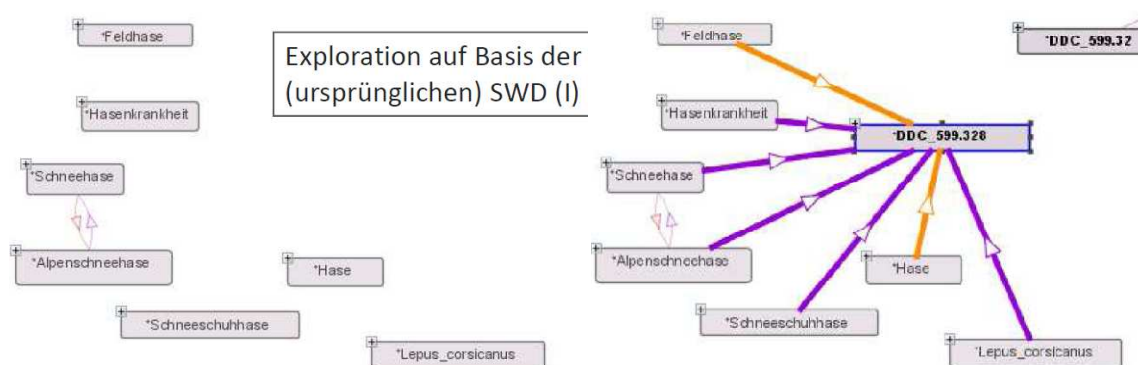 *Feldhase
Exploration auf Basis der
(ursprünglichen) SWD (I)
*Hasenkrankheit
*Schneehase
*Alpenschneehase
*Hase
*Schneeschuhhase
*Lepus_corsicanus
*Feldhase
*DDC_599.32
*Hasenkrankheit
*DDC_599.328
*Schneehase
*Alpenschneehase
*Hase
*Schneeschuhhase
*Lepus_corsicanus